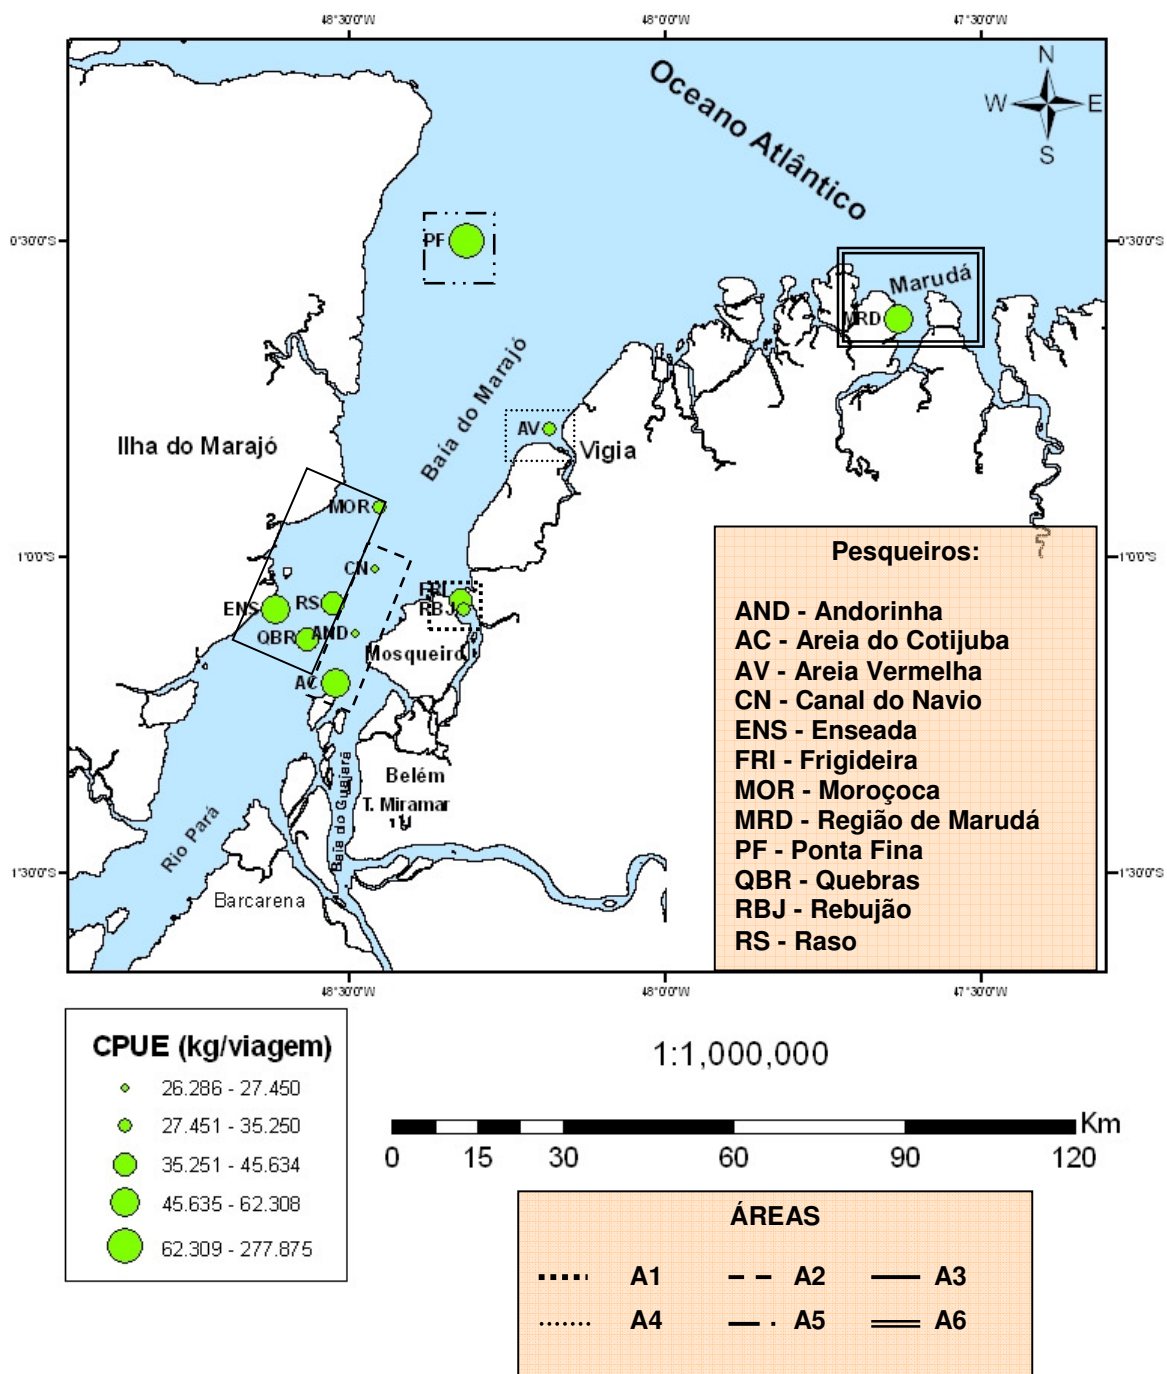 48°30'0"W
48°0'0"W
47°30'0"W
Oceano Atlântico
N
W
E
S
0°30'0"S
PF
0°30'0"S
Marudá
MRD
Baía do Marajó
AV
Ilha do Marajó
Vigia
MOR
1°0'0"S
1°0'0"S
CN
FRI
ENS
RS
RBJ
QBR
AND
Mosqueiro
AC
Pesqueiros:
AND - Andorinha
AC - Areia do Cotijuba
AV - Areia Vermelha
CN - Canal do Navio
ENS - Enseada
FRI - Frigideira
MOR - Moroçoca
MRD - Região de Marudá
PF - Ponta Fina
QBR - Quebras
RBJ - Rebujão
RS - Raso
Belém
T. Miramar
Baía do Guajará
Rio Pará
Barcarena
1°30'0"S
1°30'0"S
48°30'0"W
48°0'0"W
47°30'0"W
CPUE (kg/viagem)
26.286 - 27.450
27.451 - 35.250
35.251 - 45.634
45.635 - 62.308
62.309 - 277.875
1:1,000,000
Km
0 15 30 60 90 120
ÁREAS
A1 A2 A3
A4 A5 A6